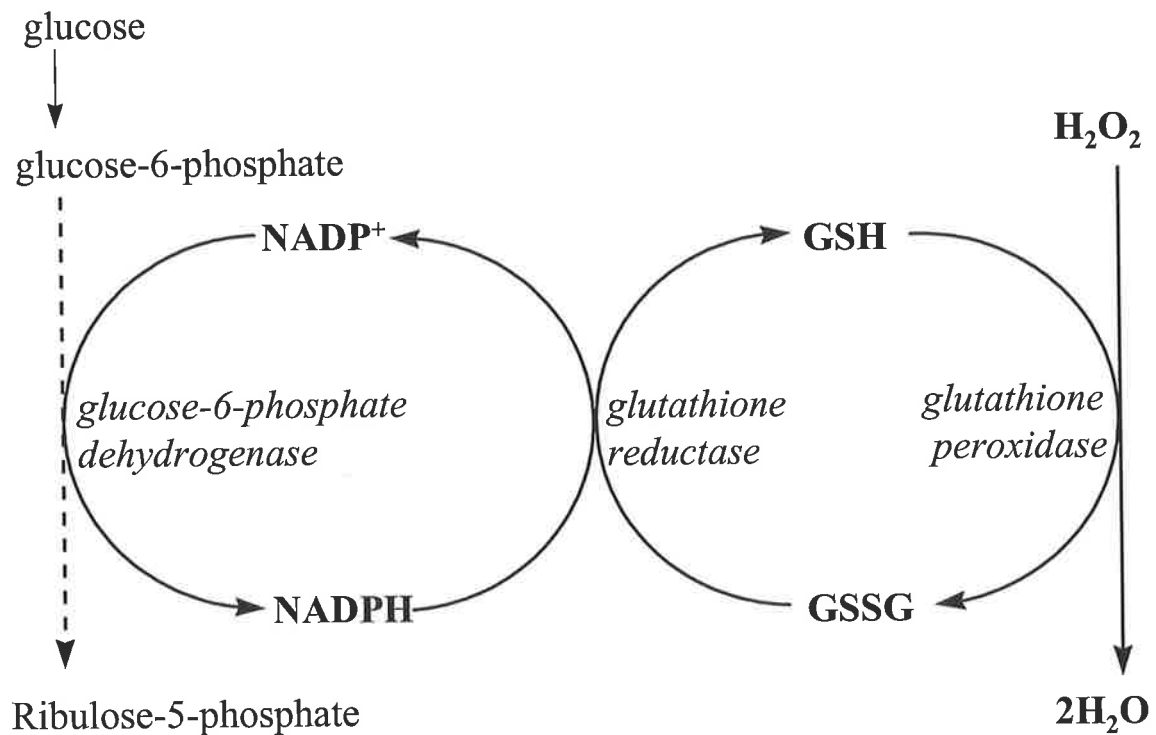 glucose
H₂O₂
glucose-6-phosphate
NADP⁺
GSH
glucose-6-phosphate
dehydrogenase
glutathione
reductase
glutathione
peroxidase
NADPH
GSSG
Ribulose-5-phosphate
2H₂O